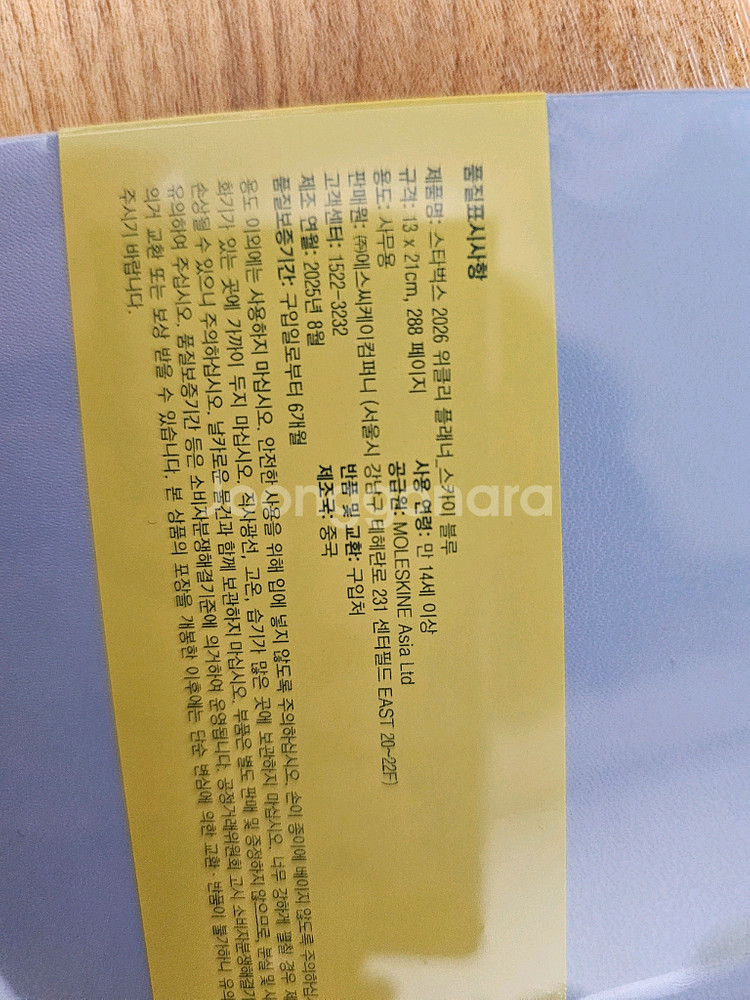 품질표시사항
제품명: 스타벅스 2026 위클리 플래너_스카이 블루
규격: 13 x 21cm, 288 페이지 사용 연령: 만 14세 이상
용도: 사무용 공급원: MOLESKINE Asia Ltd
판매원: ㈜에스씨케이컴퍼니 (서울시 강남구 테헤란로 231 센터필드 EAST 20~22F)
고객센터: 1522-3232 반품 및 교환: 구입처
제조 연월: 2025년 8월 제조국: 중국
품질보증기간: 구입일로부터 6개월
용도 이외에는 사용하지 마십시오. 안전한 사용을 위해 입에 넣지 않도록 주의하십시오. 손이 종이에 베이지 않도록 주의하십
화기가 있는 곳에 가까이 두지 마십시오. 직사광선, 고온, 습기가 많은 곳에 보관하지 마십시오. 너무 강하게 펼칠 경우 제
손상될 수 있으니 주의하십시오. 날카로운 물건과 함께 보관하지 마십시오. 부품은 별도 판매 및 증정하지 않으므로, 분실 및 사
유의하여 주십시오. 품질보증기간 등은 소비자분쟁해결기준에 의거하여 운영됩니다. 공정거래위원회 고시 소비자분쟁해결기
의거 교환 또는 보상 받을 수 있습니다. 본 상품의 포장을 개봉한 이후에는 단순 변심에 의한 교환·반품이 불가하니 유의
주시기 바랍니다.
joonggonara